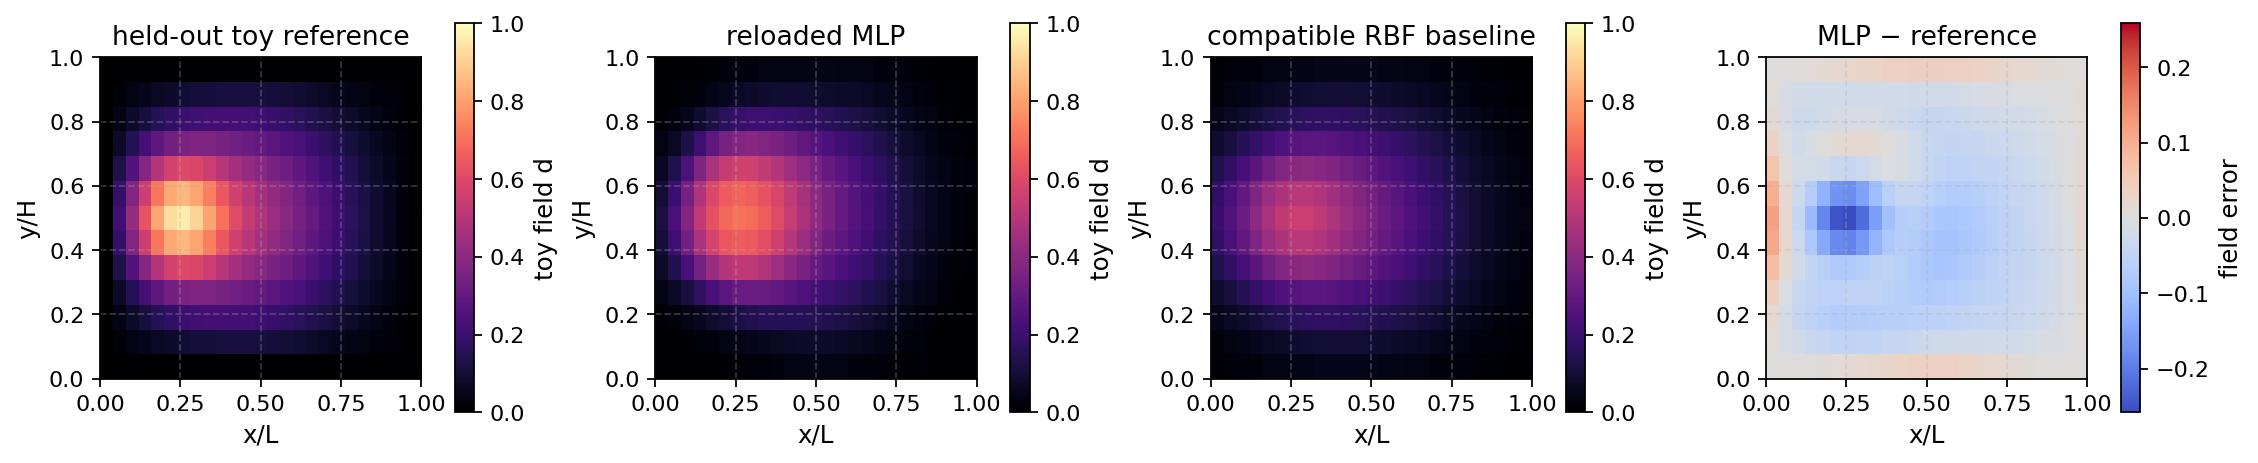 held-out toy reference
1.0
0.8
0.6
0.4
0.2
0.0
y/H
0.00 0.25 0.50 0.75 1.00
x/L
1.0
0.8
0.6
0.4
0.2
0.0
toy field d
reloaded MLP
1.0
0.8
0.6
0.4
0.2
0.0
y/H
0.00 0.25 0.50 0.75 1.00
x/L
1.0
0.8
0.6
0.4
0.2
0.0
toy field d
compatible RBF baseline
1.0
0.8
0.6
0.4
0.2
0.0
y/H
0.00 0.25 0.50 0.75 1.00
x/L
1.0
0.8
0.6
0.4
0.2
0.0
toy field d
MLP − reference
1.0
0.8
0.6
0.4
0.2
0.0
y/H
0.00 0.25 0.50 0.75 1.00
x/L
0.2
0.1
0.0
−0.1
−0.2
field error